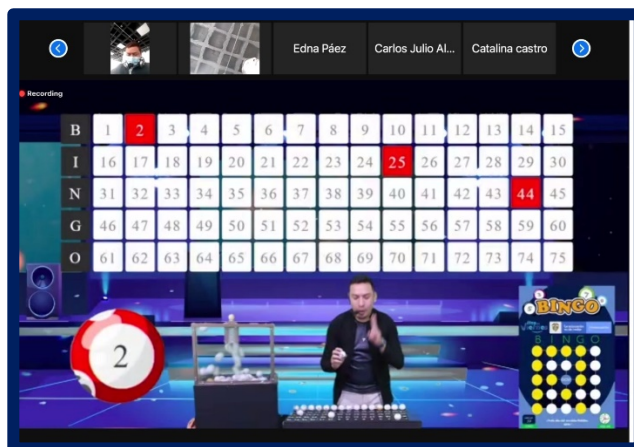 Edna Páez
Carlos Julio Al...
Catalina castro
Recording
B 1 2 3 4 5 6 7 8 9 10 11 12 13 14 15
I 16 17 18 19 20 21 22 23 24 25 26 27 28 29 30
N 31 32 33 34 35 36 37 38 39 40 41 42 43 44 45
G 46 47 48 49 50 51 52 53 54 55 56 57 58 59 60
O 61 62 63 64 65 66 67 68 69 70 71 72 73 74 75
2
BINGO
B I N G O